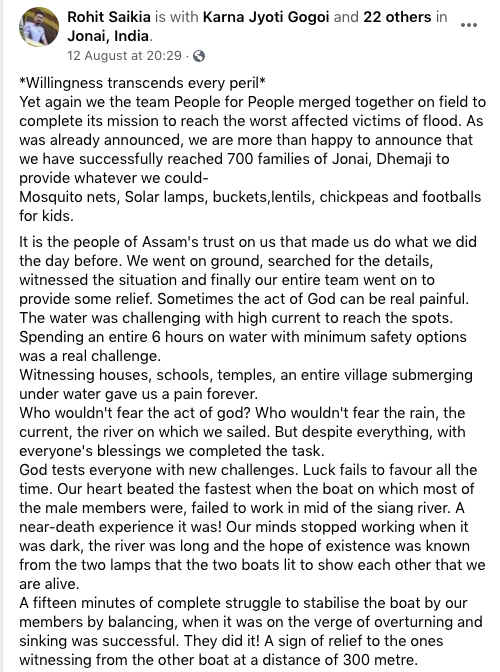 Rohit Saikia is with Karna Jyoti Gogoi and 22 others in
Jonai, India.
12 August at 20:29 ·
*Willingness transcends every peril*
Yet again we the team People for People merged together on field to
complete its mission to reach the worst affected victims of flood. As
was already announced, we are more than happy to announce that
we have successfully reached 700 families of Jonai, Dhemaji to
provide whatever we could-
Mosquito nets, Solar lamps, buckets,lentils, chickpeas and footballs
for kids.
It is the people of Assam's trust on us that made us do what we did
the day before. We went on ground, searched for the details,
witnessed the situation and finally our entire team went on to
provide some relief. Sometimes the act of God can be real painful.
The water was challenging with high current to reach the spots.
Spending an entire 6 hours on water with minimum safety options
was a real challenge.
Witnessing houses, schools, temples, an entire village submerging
under water gave us a pain forever.
Who wouldn't fear the act of god? Who wouldn't fear the rain, the
current, the river on which we sailed. But despite everything, with
everyone's blessings we completed the task.
God tests everyone with new challenges. Luck fails to favour all the
time. Our heart beated the fastest when the boat on which most of
the male members were, failed to work in mid of the siang river. A
near-death experience it was! Our minds stopped working when it
was dark, the river was long and the hope of existence was known
from the two lamps that the two boats lit to show each other that we
are alive.
A fifteen minutes of complete struggle to stabilise the boat by our
members by balancing, when it was on the verge of overturning and
sinking was successful. They did it! A sign of relief to the ones
witnessing from the other boat at a distance of 300 metre.